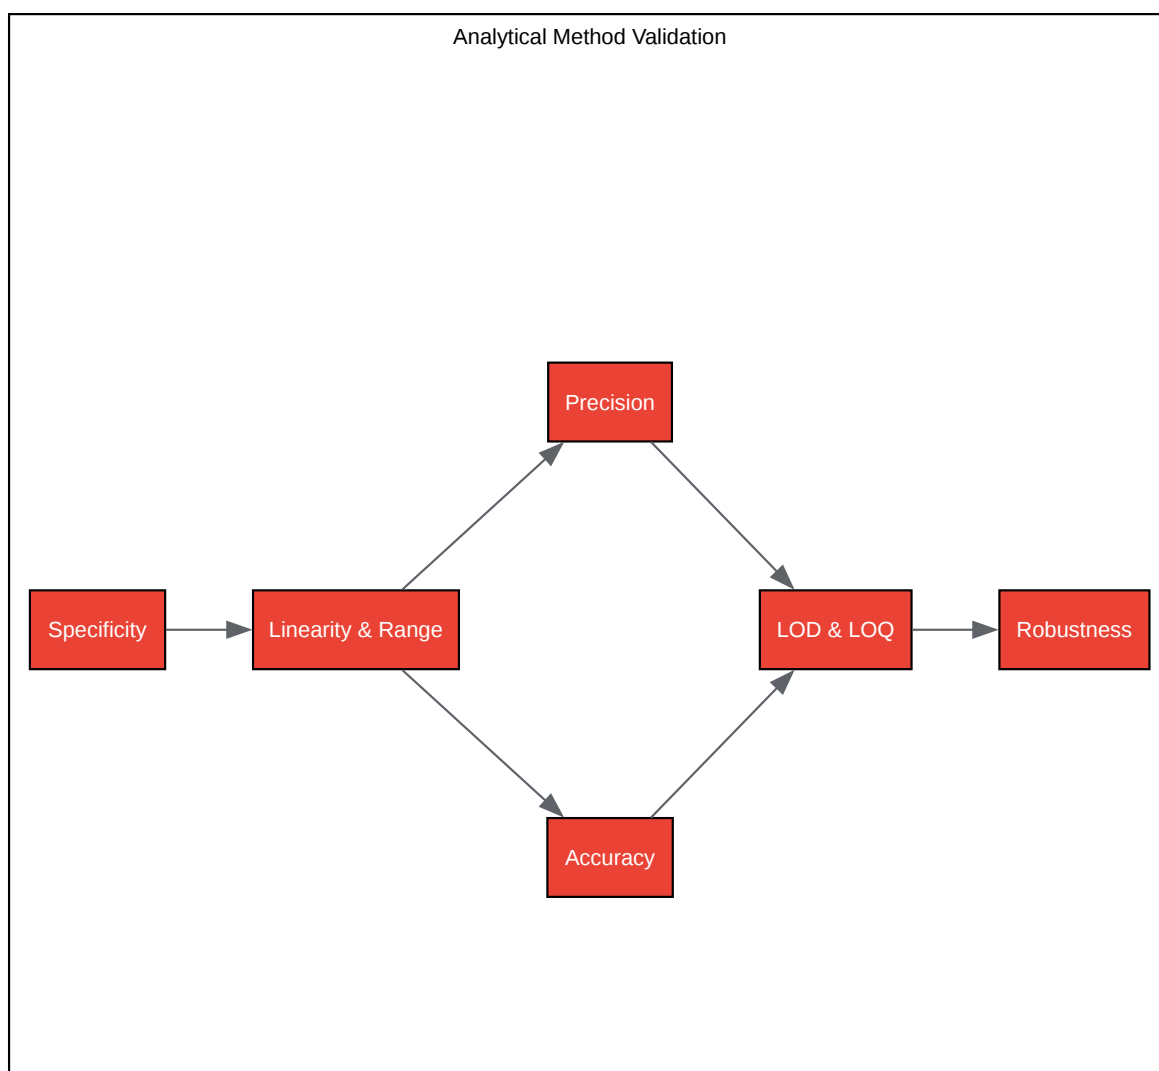 Analytical Method Validation
Precision
Specificity
Linearity & Range
LOD & LOQ
Robustness
Accuracy